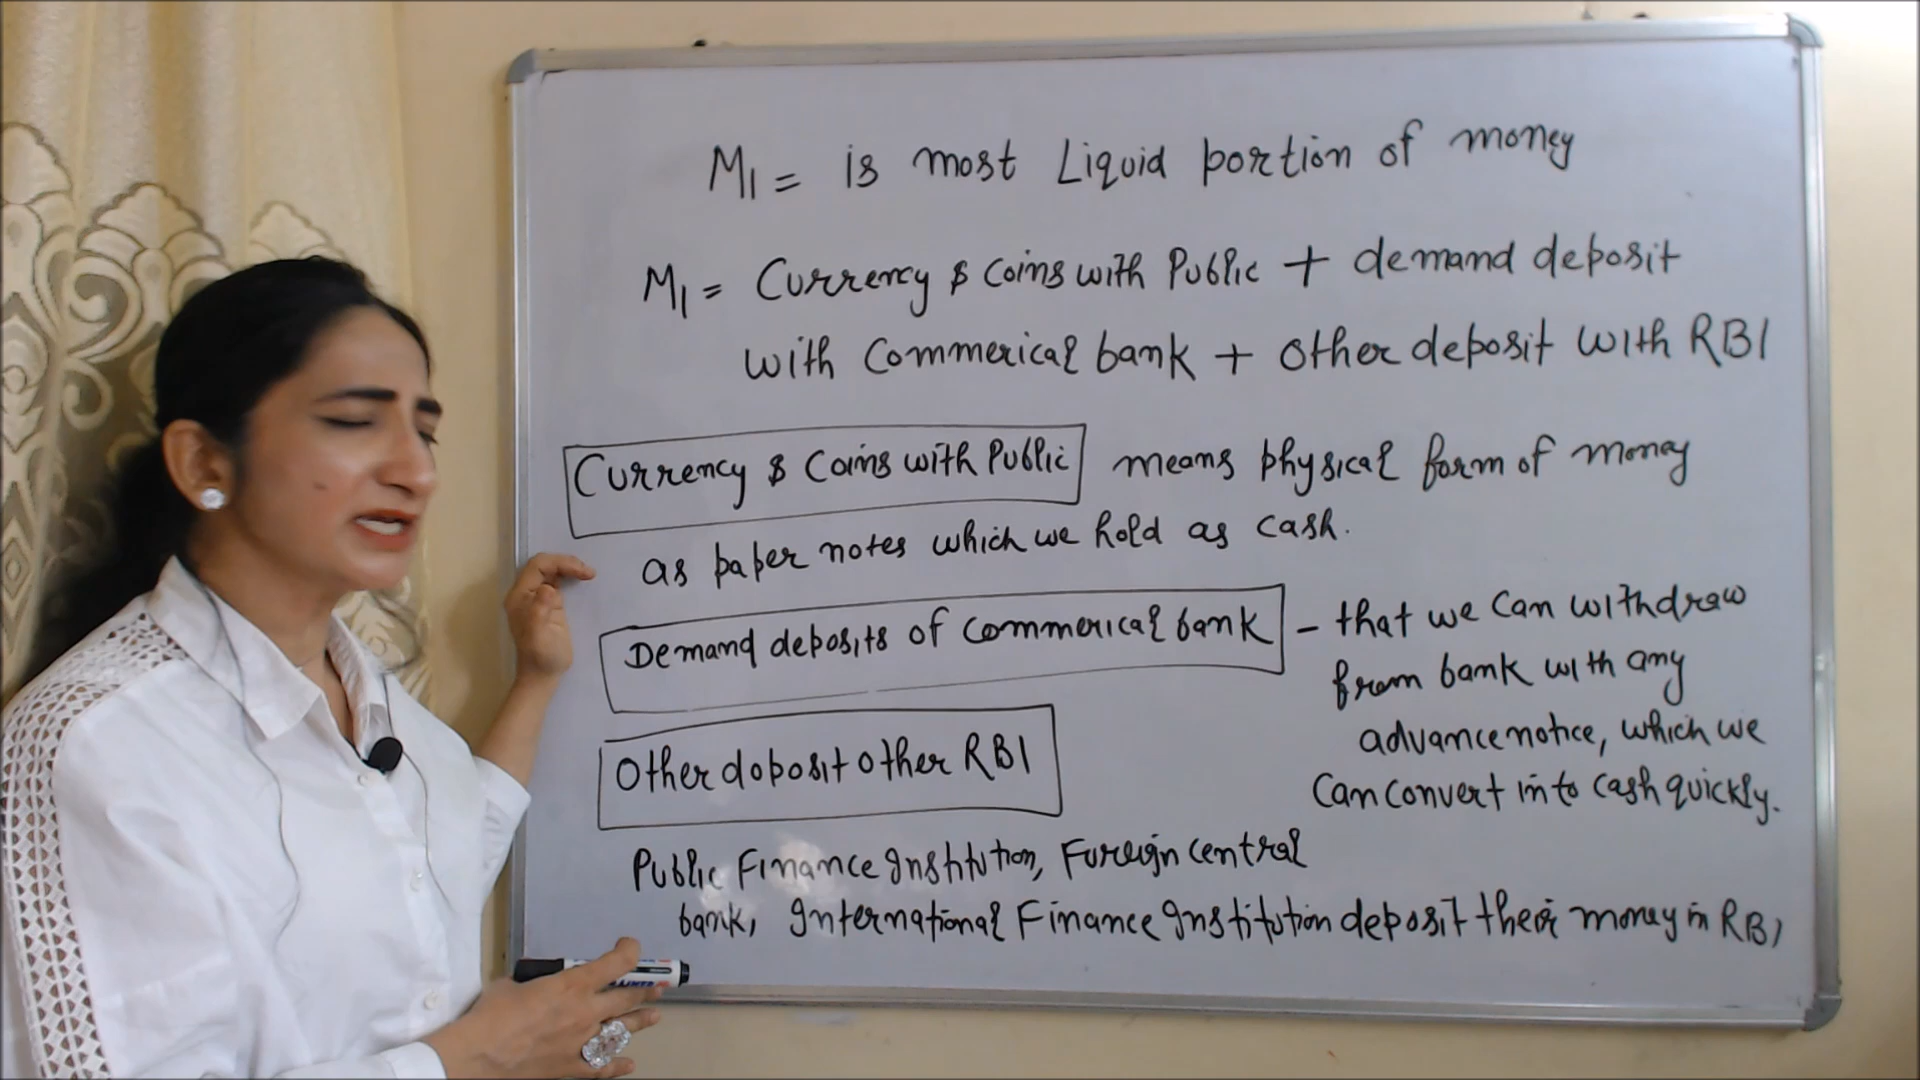 M1 = is most Liquid portion of money
M1 = Currency $ Coins with Public + demand deposit
with Commerical bank + other deposit with RBI
Currency $ Coins with Public means physical form of money
as paper notes which we hold as cash.
Demand deposits of commerical bank – that we can withdraw
from bank with any
advance notice, which we
Can convert in to cash quickly.
Other doposit other RBI
Public Finance Institution, Foreign central
bank, International Finance Institution deposit their money in RBI